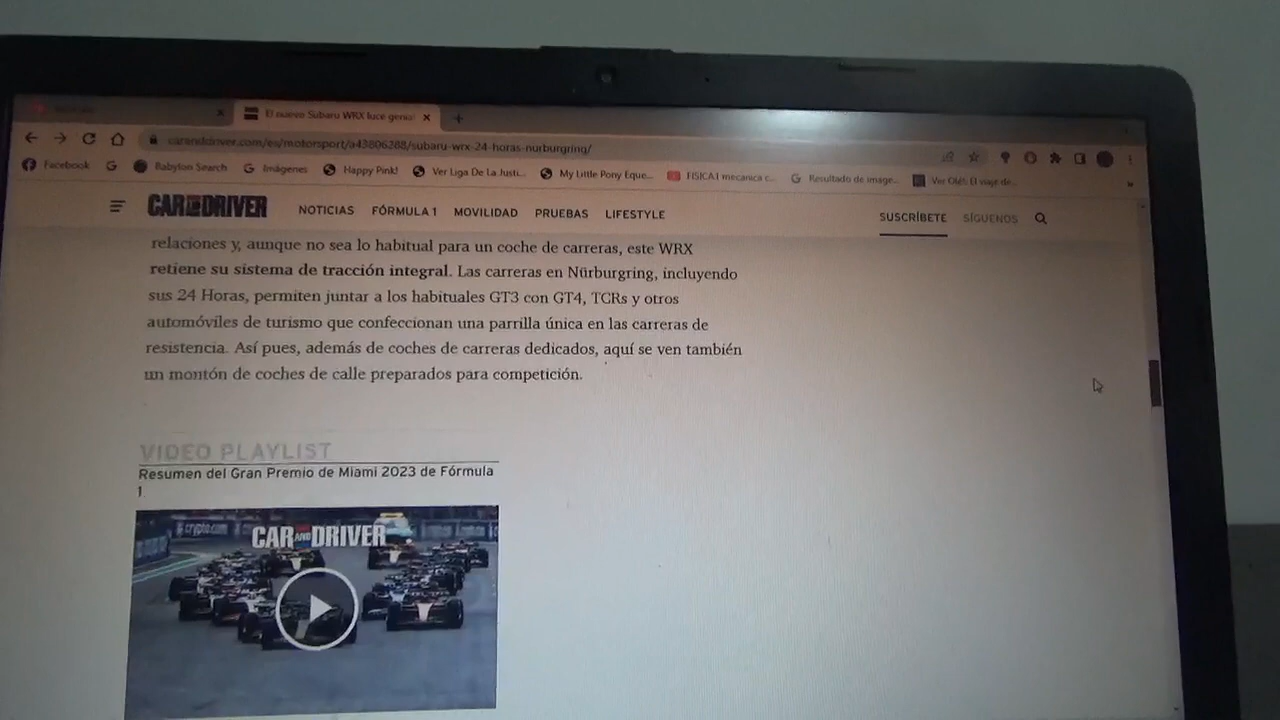 El nuevo Subaru WRX luce genial
caranddriver.com/es/motorsport/a43806288/subaru-wrx-24-horas-nurburgring/
Facebook
Babylon Search
Imágenes
Happy Pink!
Ver Liga De La Justi...
My Little Pony Eque...
FISICA I mecanica c...
Resultado de image...
Ver Olé!: El viaje de...
CAR AND DRIVER
NOTICIAS
FÓRMULA 1
MOVILIDAD
PRUEBAS
LIFESTYLE
SUSCRÍBETE
SÍGUENOS
relaciones y, aunque no sea lo habitual para un coche de carreras, este WRX
retiene su sistema de tracción integral. Las carreras en Nürburgring, incluyendo
sus 24 Horas, permiten juntar a los habituales GT3 con GT4, TCRs y otros
automóviles de turismo que confeccionan una parrilla única en las carreras de
resistencia. Así pues, además de coches de carreras dedicados, aquí se ven también
un montón de coches de calle preparados para competición.
VIDEO PLAYLIST
Resumen del Gran Premio de Miami 2023 de Fórmula
1
crypto.com
CAR AND DRIVER